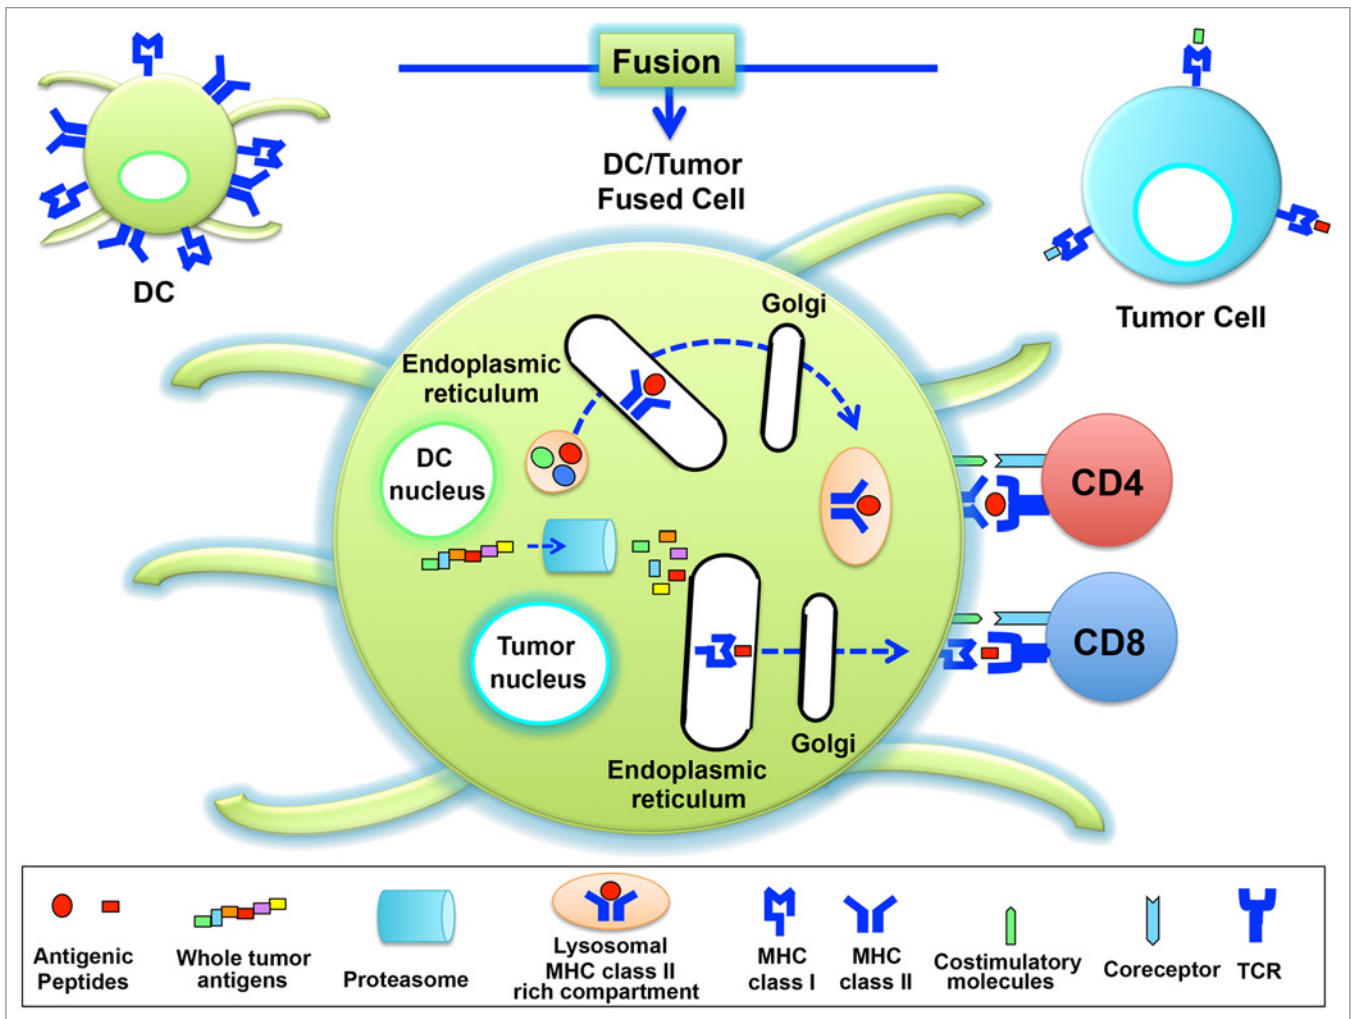 Fusion
DC/Tumor
Fused Cell
DC
Tumor Cell
Golgi
Endoplasmic
reticulum
DC
nucleus
CD4
CD8
Tumor
nucleus
Golgi
Endoplasmic
reticulum
Antigenic
Peptides
Whole tumor
antigens
Proteasome
Lysosomal
MHC class II
rich compartment
MHC
class I
MHC
class II
Costimulatory
molecules
Coreceptor
TCR